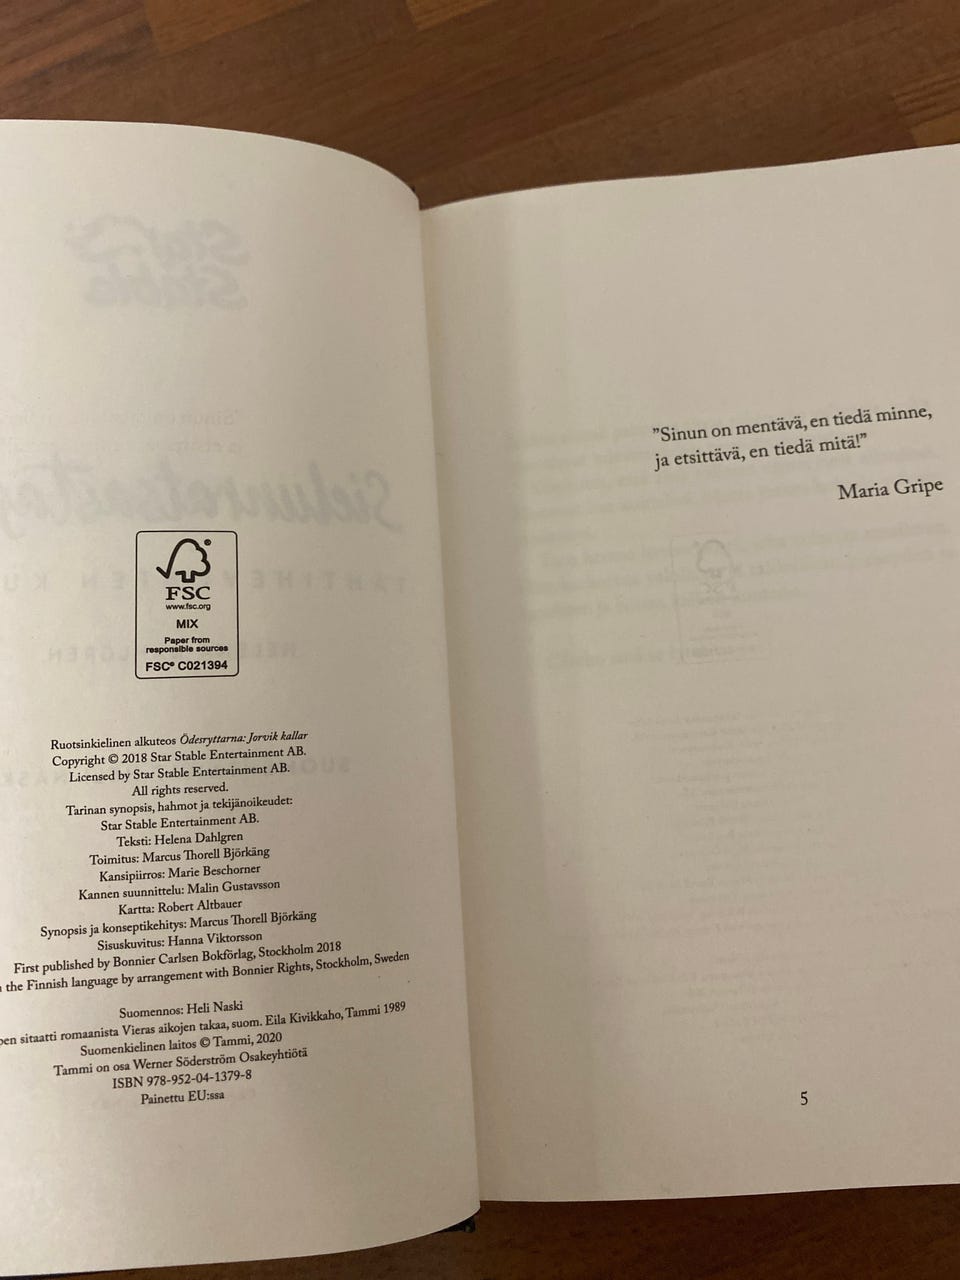 FSC
www.fsc.org
MIX
Paper from
responsible sources
FSC® C021394
Ruotsinkielinen alkuteos Ödesryttarna: Jorvik kallar
Copyright © 2018 Star Stable Entertainment AB.
Licensed by Star Stable Entertainment AB.
All rights reserved.
Tarinan synopsis, hahmot ja tekijänoikeudet:
Star Stable Entertainment AB.
Teksti: Helena Dahlgren
Toimitus: Marcus Thorell Björkäng
Kansipiirros: Marie Beschorner
Kannen suunnittelu: Malin Gustavsson
Kartta: Robert Altbauer
Synopsis ja konseptikehitys: Marcus Thorell Björkäng
Sisuskuvitus: Hanna Viktorsson
First published by Bonnier Carlsen Bokförlag, Stockholm 2018
the Finnish language by arrangement with Bonnier Rights, Stockholm, Sweden
Suomennos: Heli Naski
sitaatti romaanista Vieras aikojen takaa, suom. Eila Kivikkaho, Tammi 1989
Suomenkielinen laitos © Tammi, 2020
Tammi on osa Werner Söderström Osakeyhtiötä
ISBN 978-952-04-1379-8
Painettu EU:ssa
”Sinun on mentävä, en tiedä minne,
ja etsittävä, en tiedä mitä!”
Maria Gripe
5